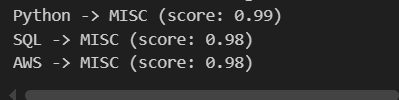 Python -> MISC (score: 0.99)
SQL -> MISC (score: 0.98)
AWS -> MISC (score: 0.98)